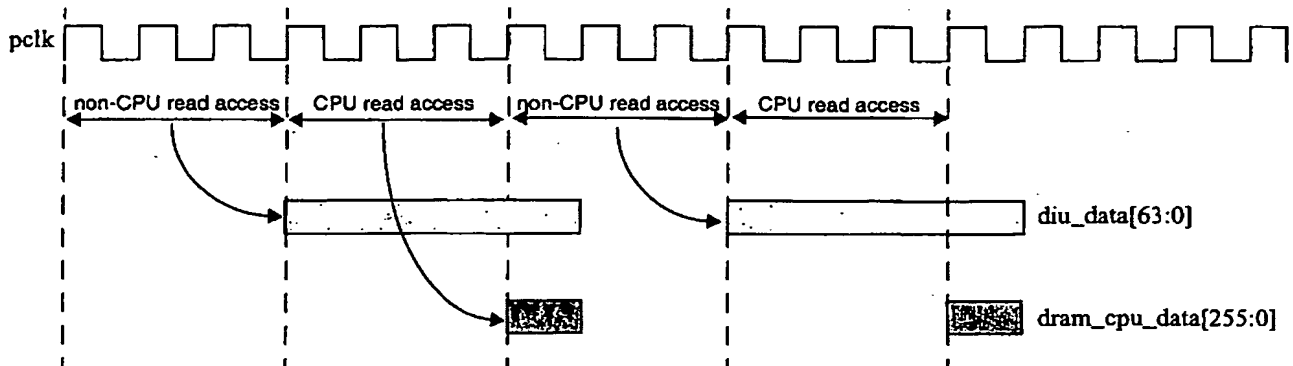 pclk
non-CPU read access CPU read access non-CPU read access CPU read access
diu_data[63:0]
dram_cpu_data[255:0]